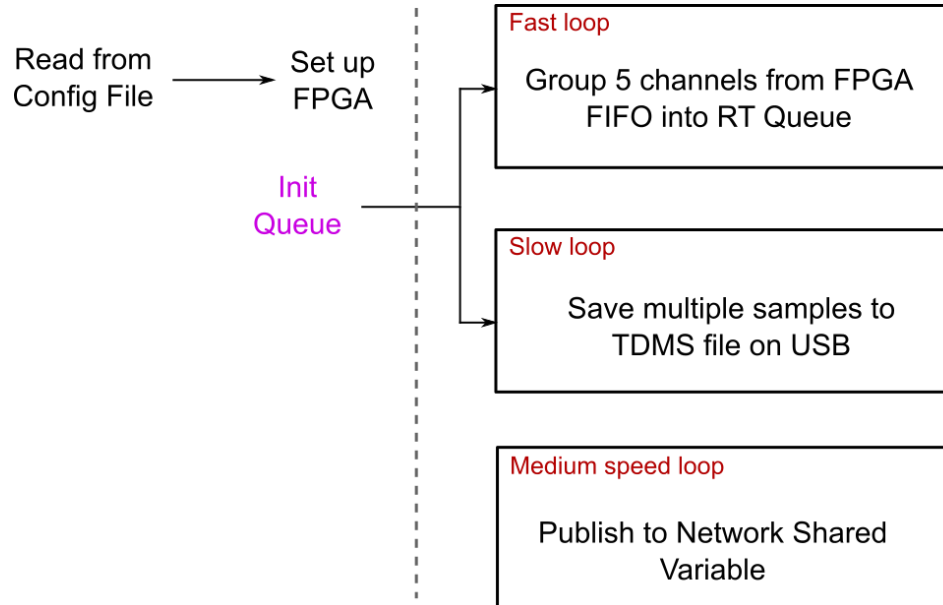 Read from
Config File
Set up
FPGA
Init
Queue
Fast loop
Group 5 channels from FPGA
FIFO into RT Queue
Slow loop
Save multiple samples to
TDMS file on USB
Medium speed loop
Publish to Network Shared
Variable